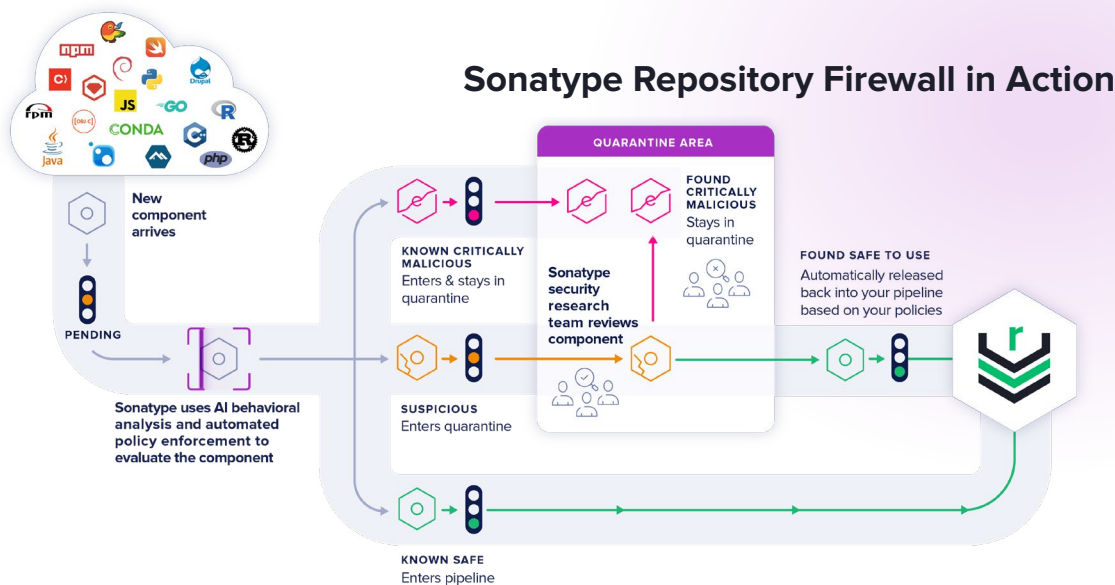 Sonatype Repository Firewall in Action
npm
Drupal
JS
GO
R
rpm
[OBJ-C]
CONDA
C++
R
Java
php
New
component
arrives
PENDING
Sonatype uses AI behavioral
analysis and automated
policy enforcement to
evaluate the component
KNOWN CRITICALLY
MALICIOUS
Enters & stays in
quarantine
SUSPICIOUS
Enters quarantine
KNOWN SAFE
Enters pipeline
QUARANTINE AREA
FOUND
CRITICALLY
MALICIOUS
Stays in
quarantine
Sonatype
security
research
team reviews
component
FOUND SAFE TO USE
Automatically released
back into your pipeline
based on your policies
r